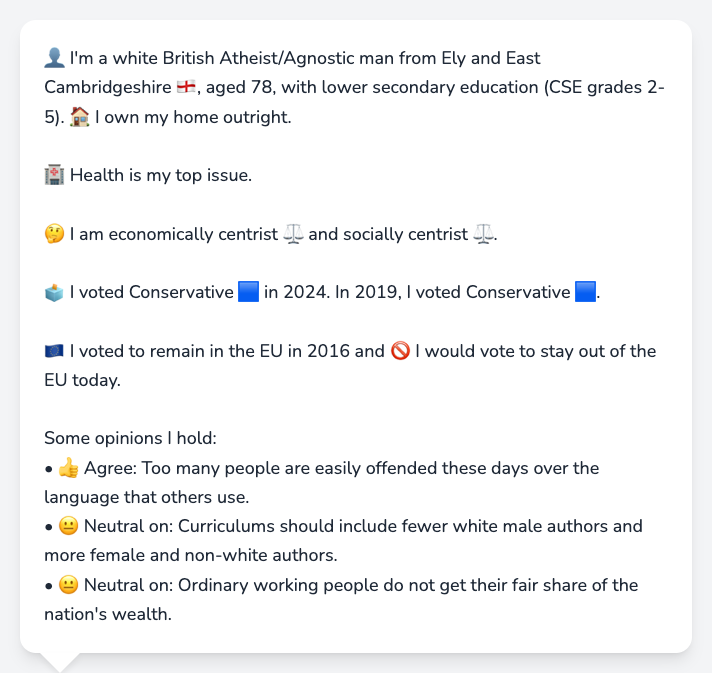 👤 I'm a white British Atheist/Agnostic man from Ely and East
Cambridgeshire 🏴󠁧󠁢󠁥󠁮󠁧󠁿, aged 78, with lower secondary education (CSE grades 2-
5). 🏠 I own my home outright.
🏥 Health is my top issue.
🤔 I am economically centrist ⚖️ and socially centrist ⚖️.
🗳️ I voted Conservative 🟦 in 2024. In 2019, I voted Conservative 🟦.
🇪🇺 I voted to remain in the EU in 2016 and 🚫 I would vote to stay out of the
EU today.
Some opinions I hold:
• 👍 Agree: Too many people are easily offended these days over the
language that others use.
• 😐 Neutral on: Curriculums should include fewer white male authors and
more female and non-white authors.
• 😐 Neutral on: Ordinary working people do not get their fair share of the
nation's wealth.